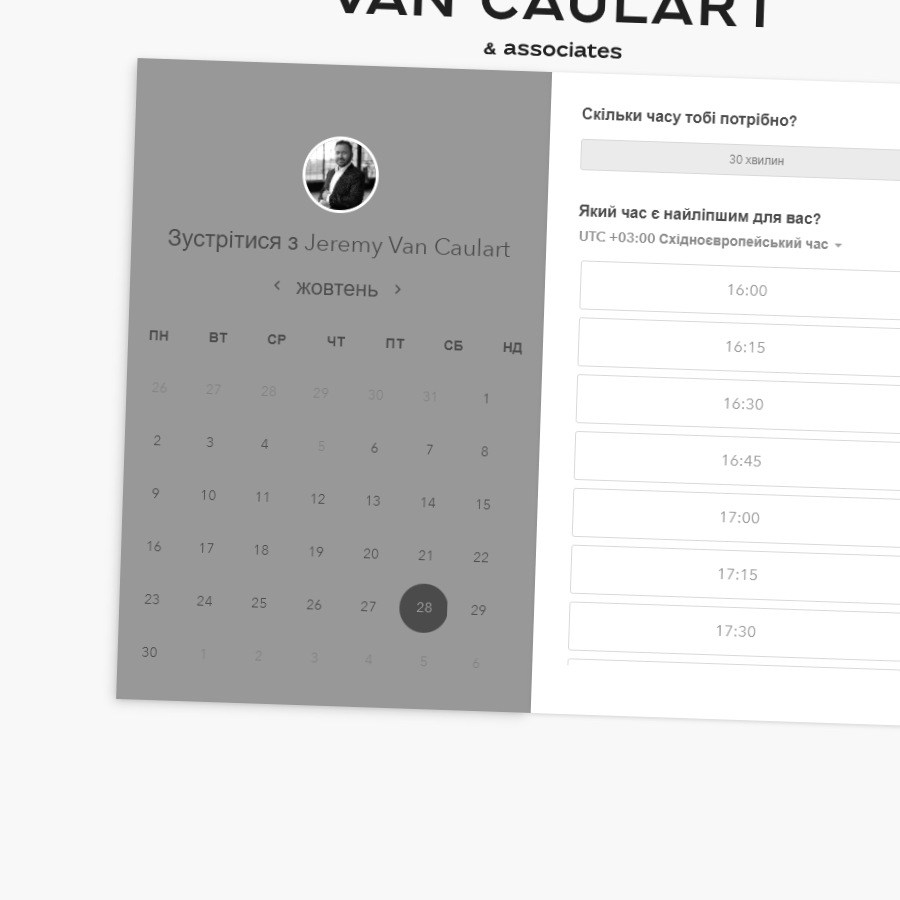 VAN CAULART
& associates
Зустрітися з Jeremy Van Caulart
жовтень
ПН ВТ СР ЧТ ПТ СБ НД
26 27 28 29 30 31 1
2 3 4 5 6 7 8
9 10 11 12 13 14 15
16 17 18 19 20 21 22
23 24 25 26 27 28 29
30 1 2 3 4 5 6
Скільки часу тобі потрібно?
30 хвилин
Який час є найліпшим для вас?
UTC +03:00 Східноєвропейський час
16:00
16:15
16:30
16:45
17:00
17:15
17:30